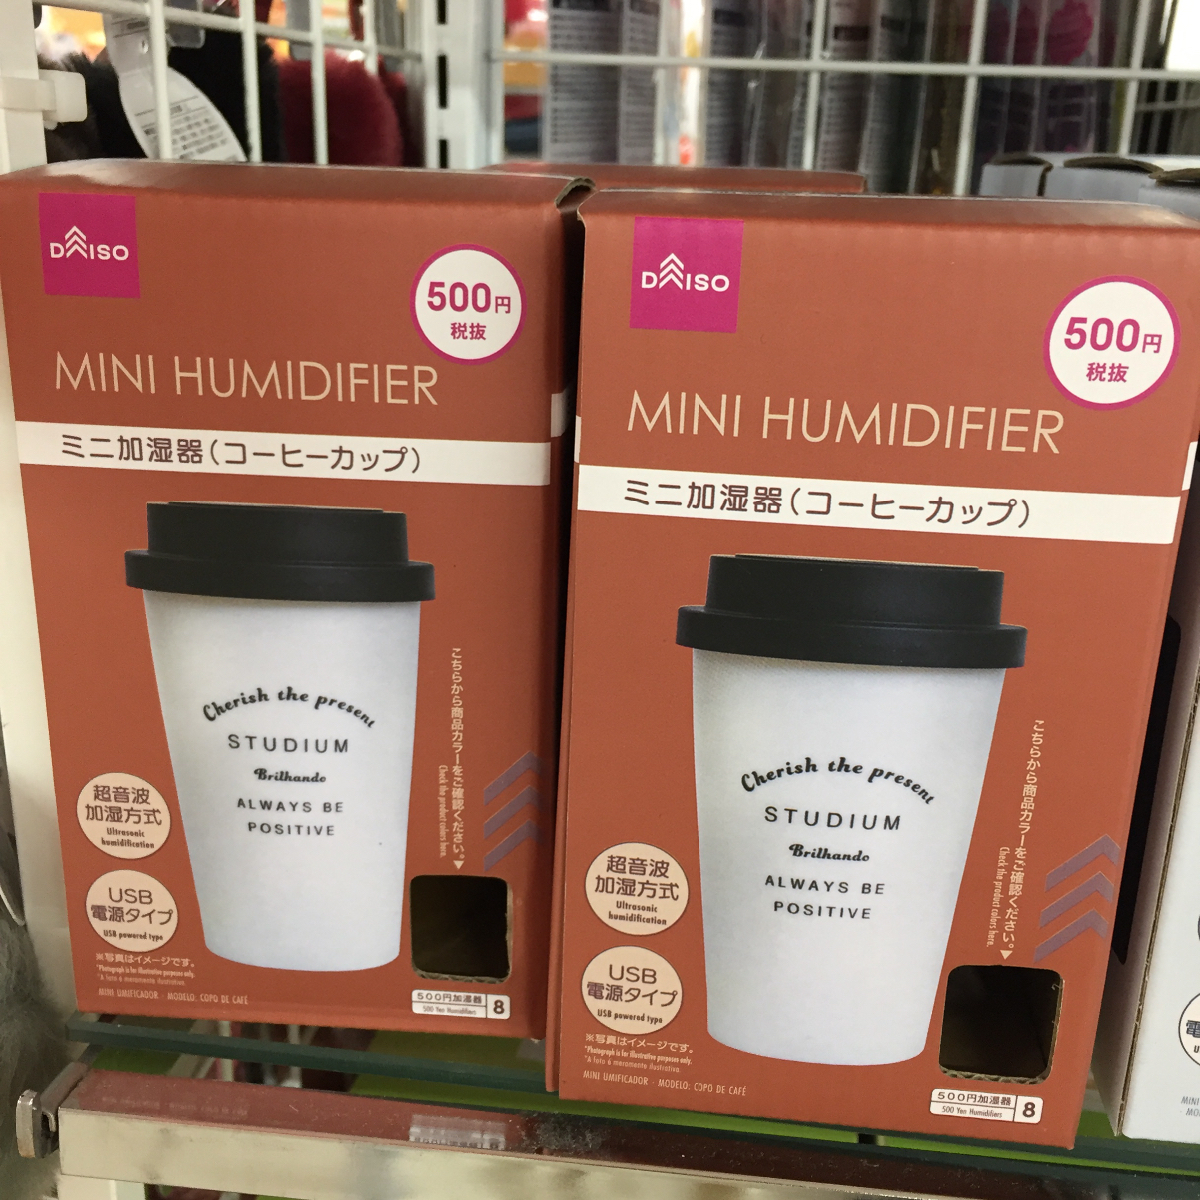 DAISO
500円
税抜
MINI HUMIDIFIER
ミニ加湿器(コーヒーカップ)
Cherish the present
STUDIUM
Brilhando
ALWAYS BE
POSITIVE
こちらから商品カラーをご確認ください。▼
Check the product colors here.
超音波
加湿方式
Ultrasonic
humidification
USB
電源タイプ
USB powered type
※写真はイメージです。
*Photograph is for illustrative purposes only.
*A foto é meramente ilustrativa.
MINI UMIFICADOR · MODELO: COPO DE CAFÉ
500円加湿器
500 Yen Humidifiers
8
DAISO
500円
税抜
MINI HUMIDIFIER
ミニ加湿器(コーヒーカップ)
Cherish the present
STUDIUM
Brilhando
ALWAYS BE
POSITIVE
こちらから商品カラーをご確認ください。▼
Check the product colors here.
超音波
加湿方式
Ultrasonic
humidification
USB
電源タイプ
USB powered type
※写真はイメージです。
*Photograph is for illustrative purposes only.
*A foto é meramente ilustrativa.
MINI UMIFICADOR · MODELO: COPO DE CAFÉ
500円加湿器
500 Yen Humidifiers
8
電
MINI